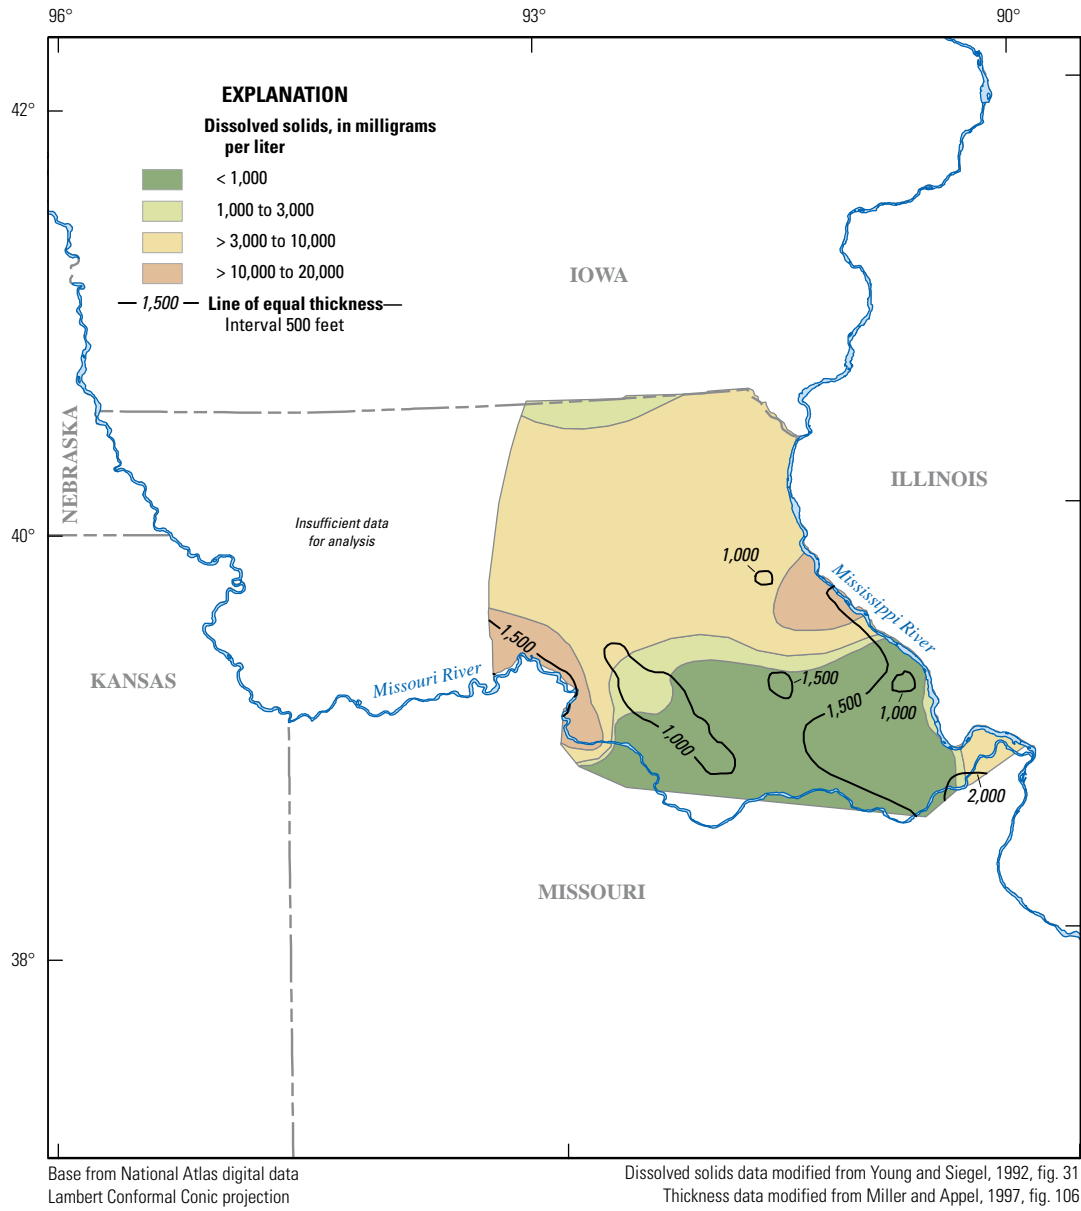 96°
93°
90°
42°
EXPLANATION
Dissolved solids, in milligrams
per liter
< 1,000
1,000 to 3,000
> 3,000 to 10,000
> 10,000 to 20,000
1,500 Line of equal thickness—
Interval 500 feet
IOWA
NEBRASKA
ILLINOIS
Insufficient data
for analysis
40°
1,000
Mississippi River
1,500
Missouri River
KANSAS
1,500
1,500
1,000
1,000
2,000
MISSOURI
38°
Base from National Atlas digital data
Lambert Conformal Conic projection
Dissolved solids data modified from Young and Siegel, 1992, fig. 31
Thickness data modified from Miller and Appel, 1997, fig. 106